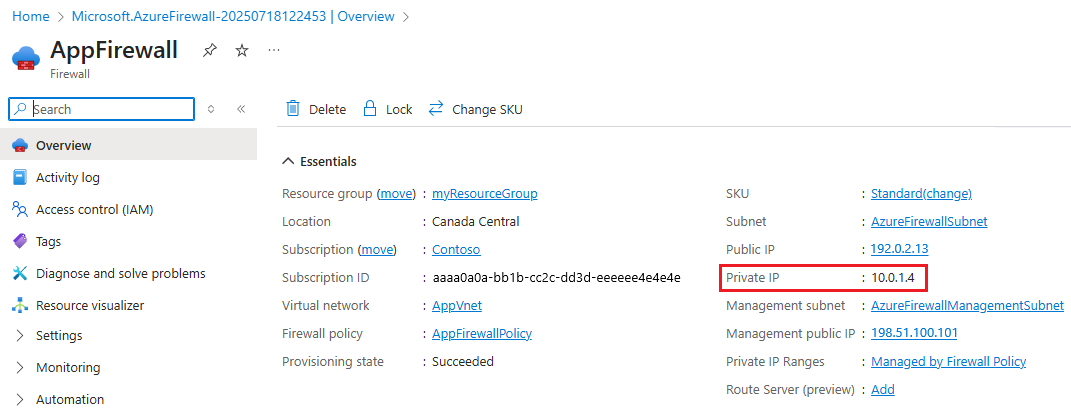 Home > Microsoft.AzureFirewall-20250718122453 | Overview >
AppFirewall
Firewall
Search
Delete Lock Change SKU
Overview
Activity log
Access control (IAM)
Tags
Diagnose and solve problems
Resource visualizer
Settings
Monitoring
Automation
Essentials
Resource group (move) : myResourceGroup
Location : Canada Central
Subscription (move) : Contoso
Subscription ID : aaaa0a0a-bb1b-cc2c-dd3d-eeeeee4e4e4e
Virtual network : AppVnet
Firewall policy : AppFirewallPolicy
Provisioning state : Succeeded
SKU : Standard(change)
Subnet : AzureFirewallSubnet
Public IP : 192.0.2.13
Private IP : 10.0.1.4
Management subnet : AzureFirewallManagementSubnet
Management public IP : 198.51.100.101
Private IP Ranges : Managed by Firewall Policy
Route Server (preview) : Add